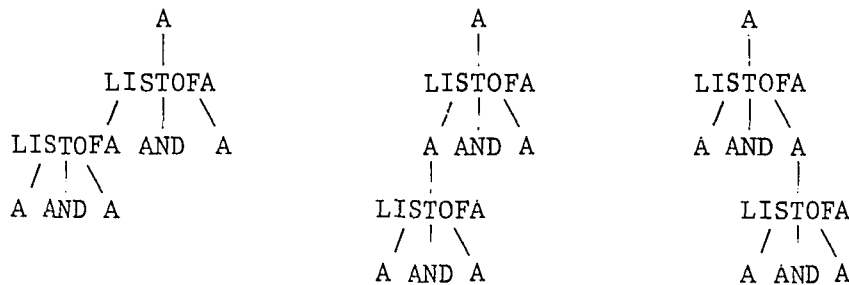 A A A
LISTOFA LISTOFA LISTOFA
LISTOFA AND A A AND A A AND A
A AND A LISTOFA LISTOFA
A AND A A AND A